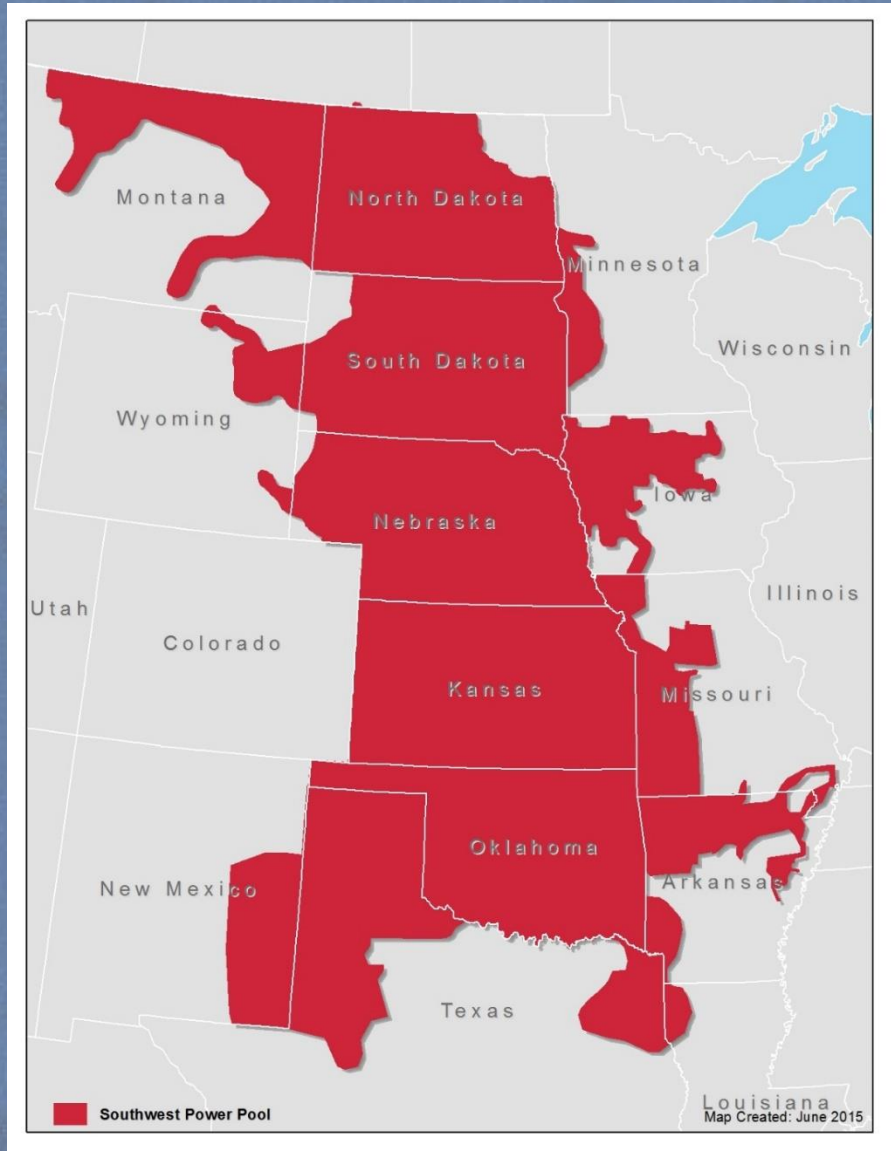 Montana
North Dakota
Minnesota
South Dakota
Wisconsin
Wyoming
Iowa
Nebraska
Illinois
Utah
Colorado
Kansas
Missouri
Oklahoma
New Mexico
Arkansas
Texas
Louisiana
Southwest Power Pool
Map Created: June 2015